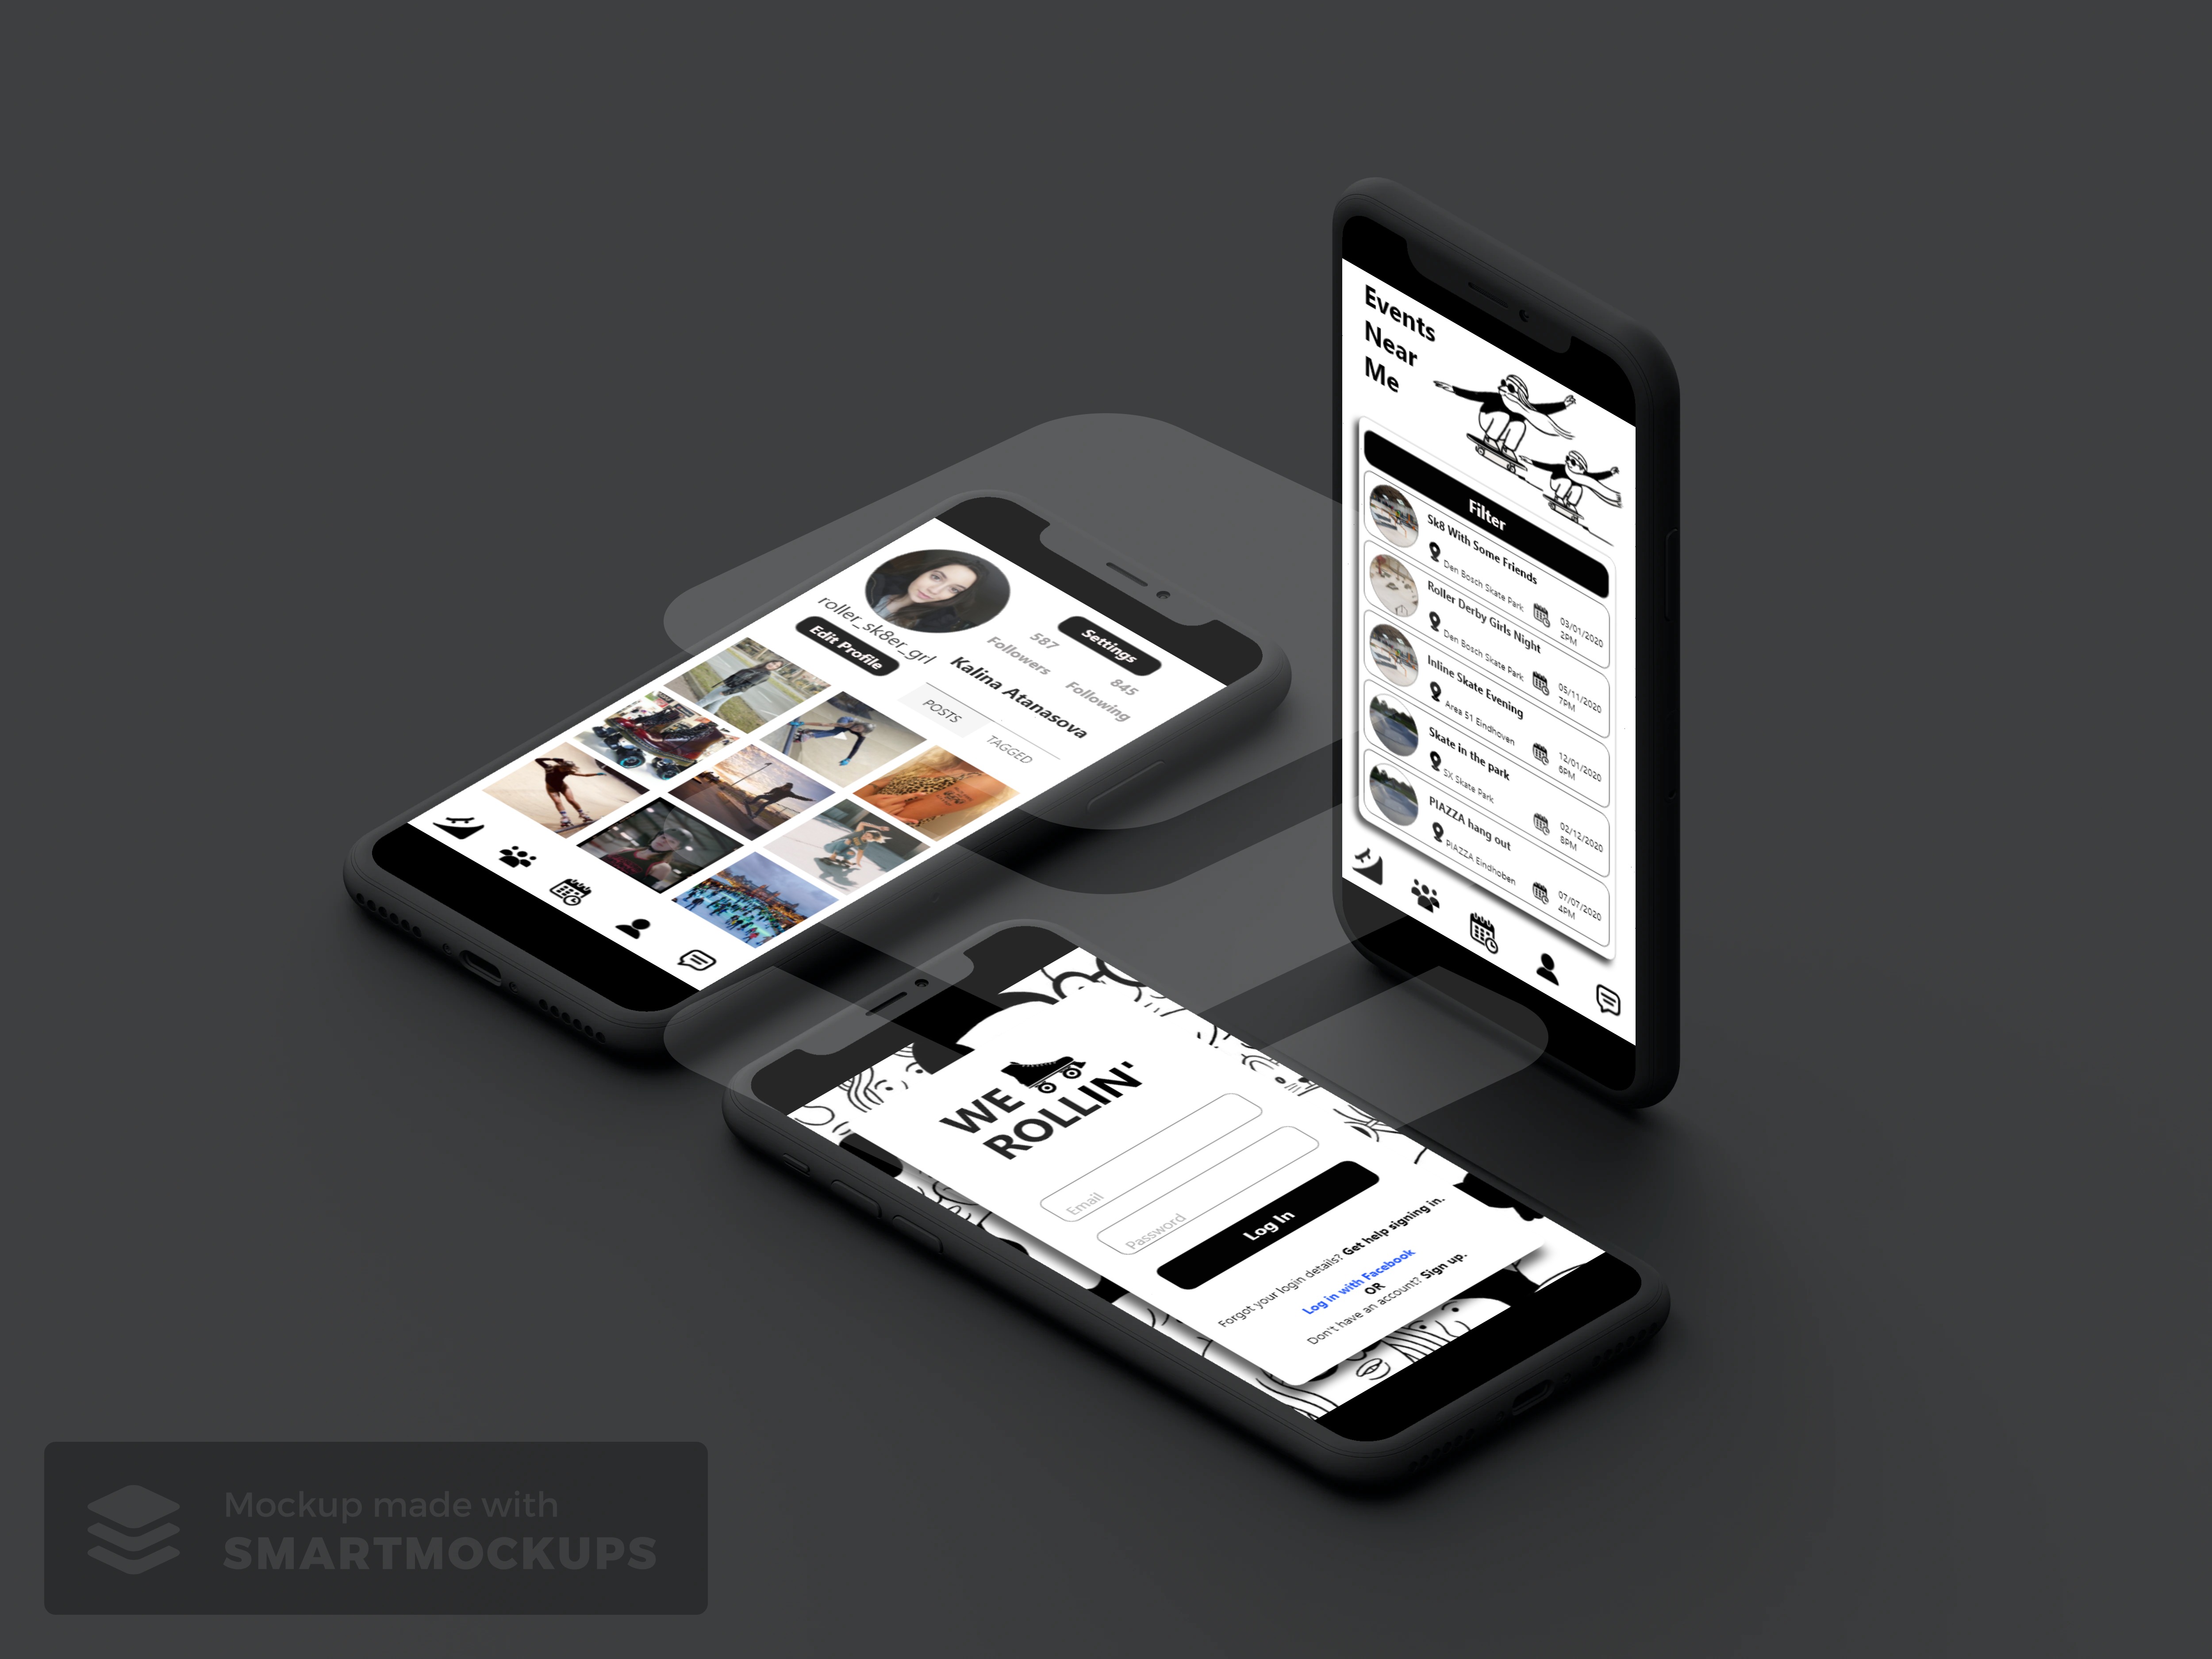 Events
Near
Me
Filter
Sk8 With Some Friends
Den Bosch Skate Park
03/01/2020
2PM
Roller Derby Girls Night
Den Bosch Skate Park
05/11/2020
7PM
Inline Skate Evening
Area 51 Eindhoven
12/01/2020
6PM
Skate in the park
SX Skate Park
02/12/2020
8PM
PIAZZA hang out
PIAZZA Eindhoben
07/07/2020
4PM
roller_sk8er_grl
Edit Profile
Settings
587
Followers
845
Following
Kalina Atanasova
POSTS
TAGGED
WE
ROLLIN'
Email
Password
Log In
Forgot your login details? Get help signing in.
Log in with Facebook
OR
Don't have an account? Sign up.
Mockup made with
SMARTMOCKUPS